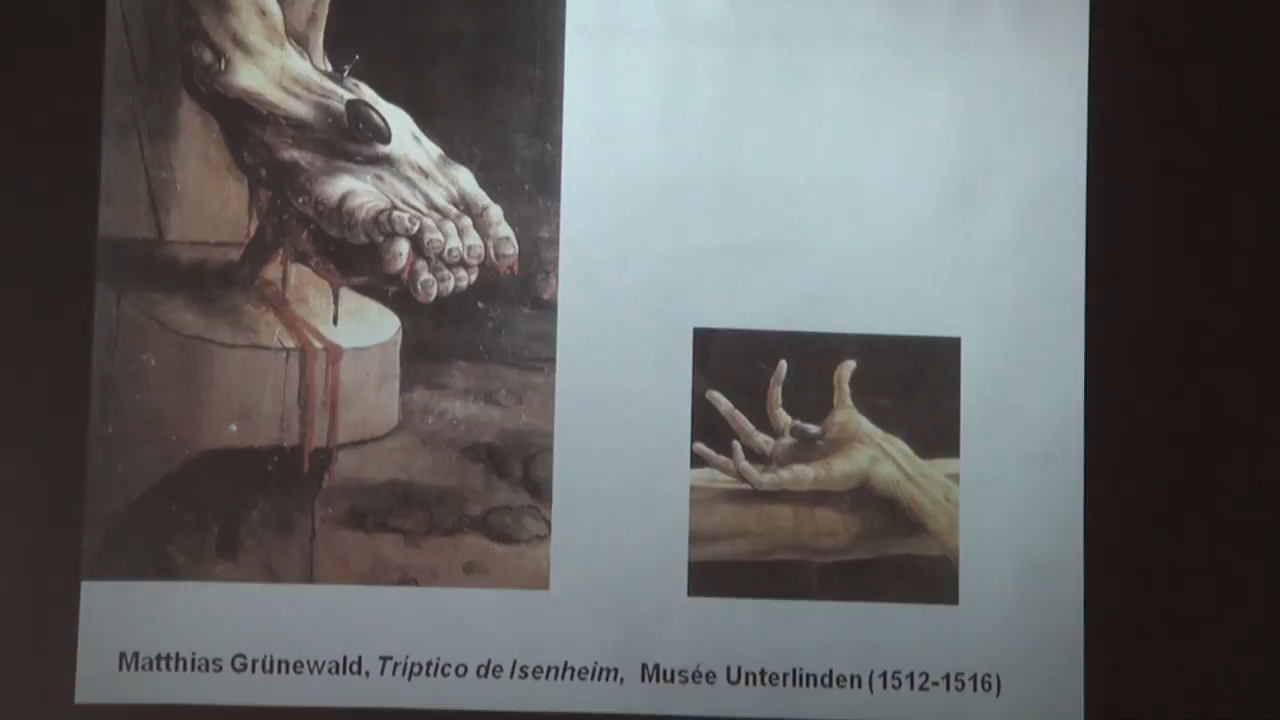 Matthias Grünewald, Tríptico de Isenheim, Musée Unterlinden (1512-1516)